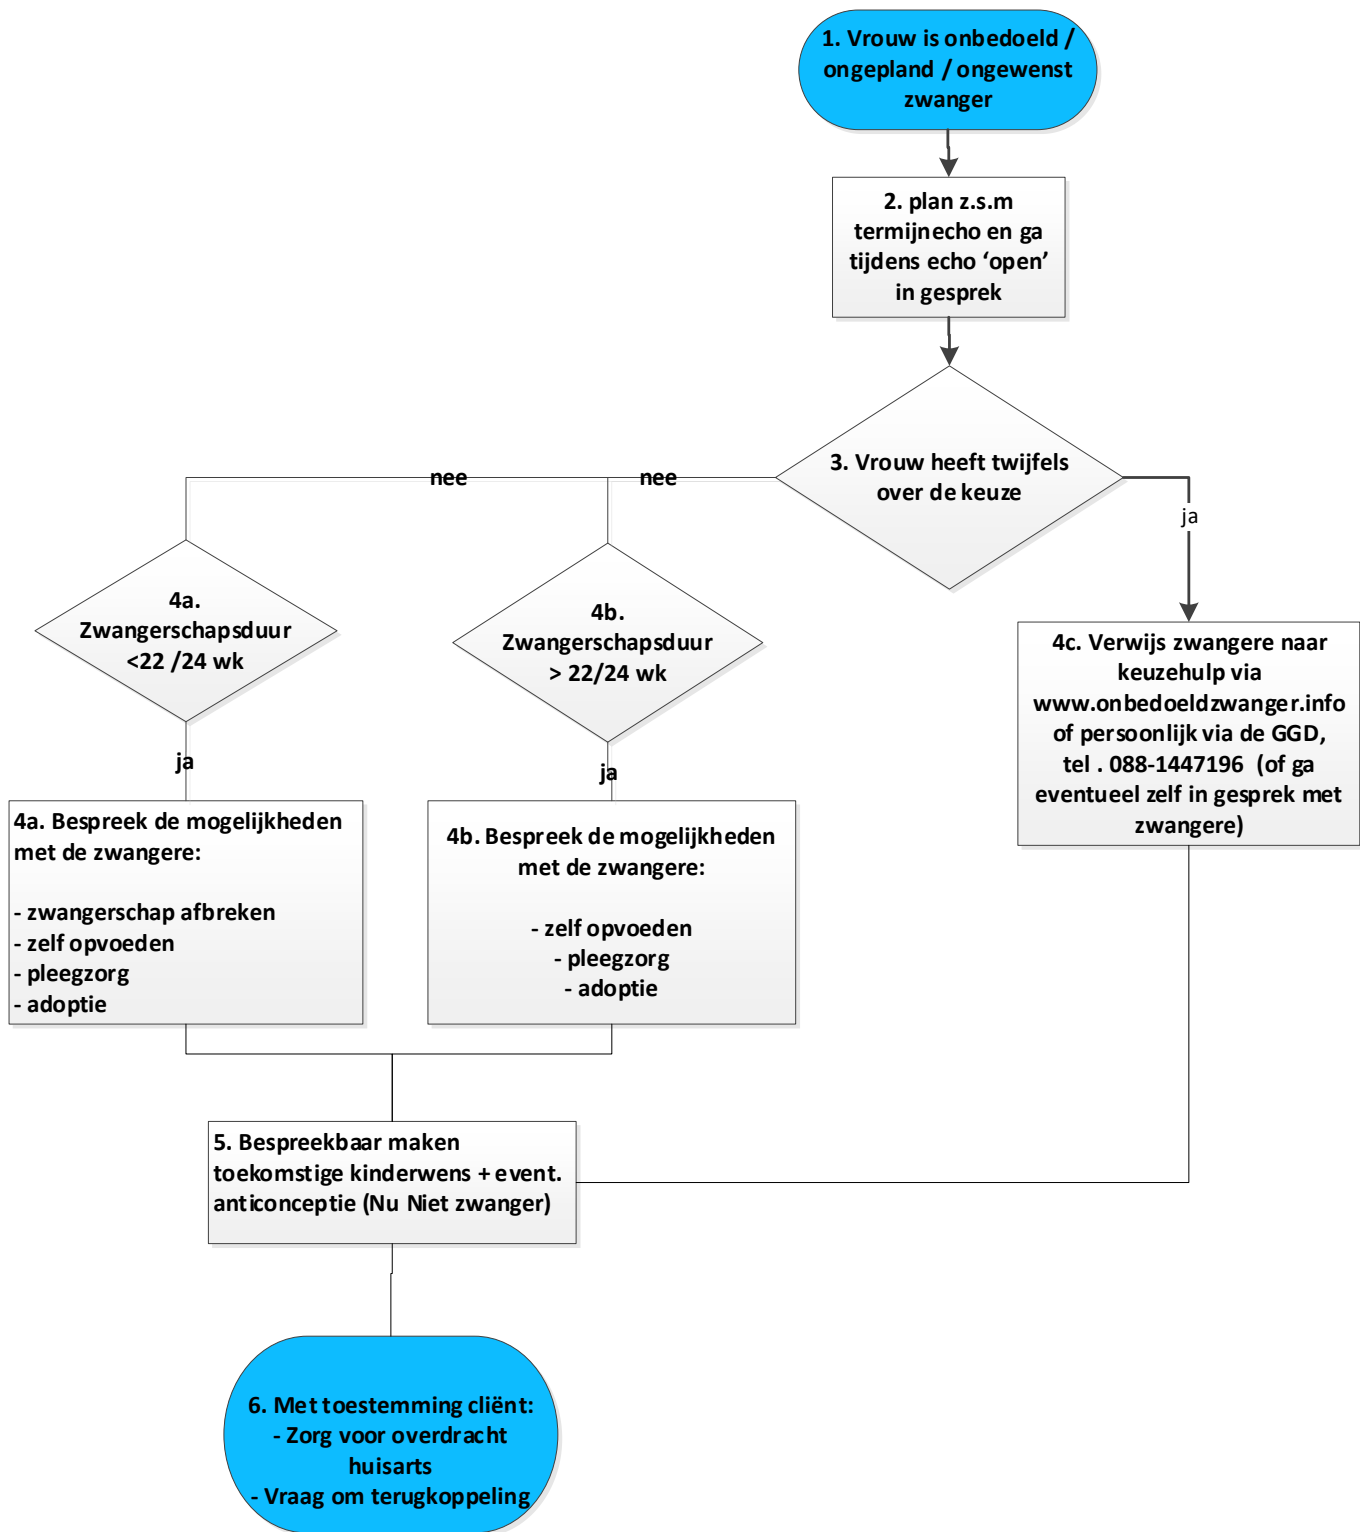 1. Vrouw is onbedoeld /
ongepland / ongewenst
zwanger
2. plan z.s.m
termijnecho en ga
tijdens echo ‘open’
in gesprek
3. Vrouw heeft twijfels
over de keuze
nee
nee
ja
4a.
Zwangerschapsduur
<22 /24 wk
4b.
Zwangerschapsduur
> 22/24 wk
4c. Verwijs zwangere naar
keuzehulp via
www.onbedoeldzwanger.info
of persoonlijk via de GGD,
tel . 088-1447196 (of ga
eventueel zelf in gesprek met
zwangere)
ja
ja
4a. Bespreek de mogelijkheden
met de zwangere:
- zwangerschap afbreken
- zelf opvoeden
- pleegzorg
- adoptie
4b. Bespreek de mogelijkheden
met de zwangere:
- zelf opvoeden
- pleegzorg
- adoptie
5. Bespreekbaar maken
toekomstige kinderwens + event.
anticonceptie (Nu Niet zwanger)
6. Met toestemming cliënt:
- Zorg voor overdracht
huisarts
- Vraag om terugkoppeling